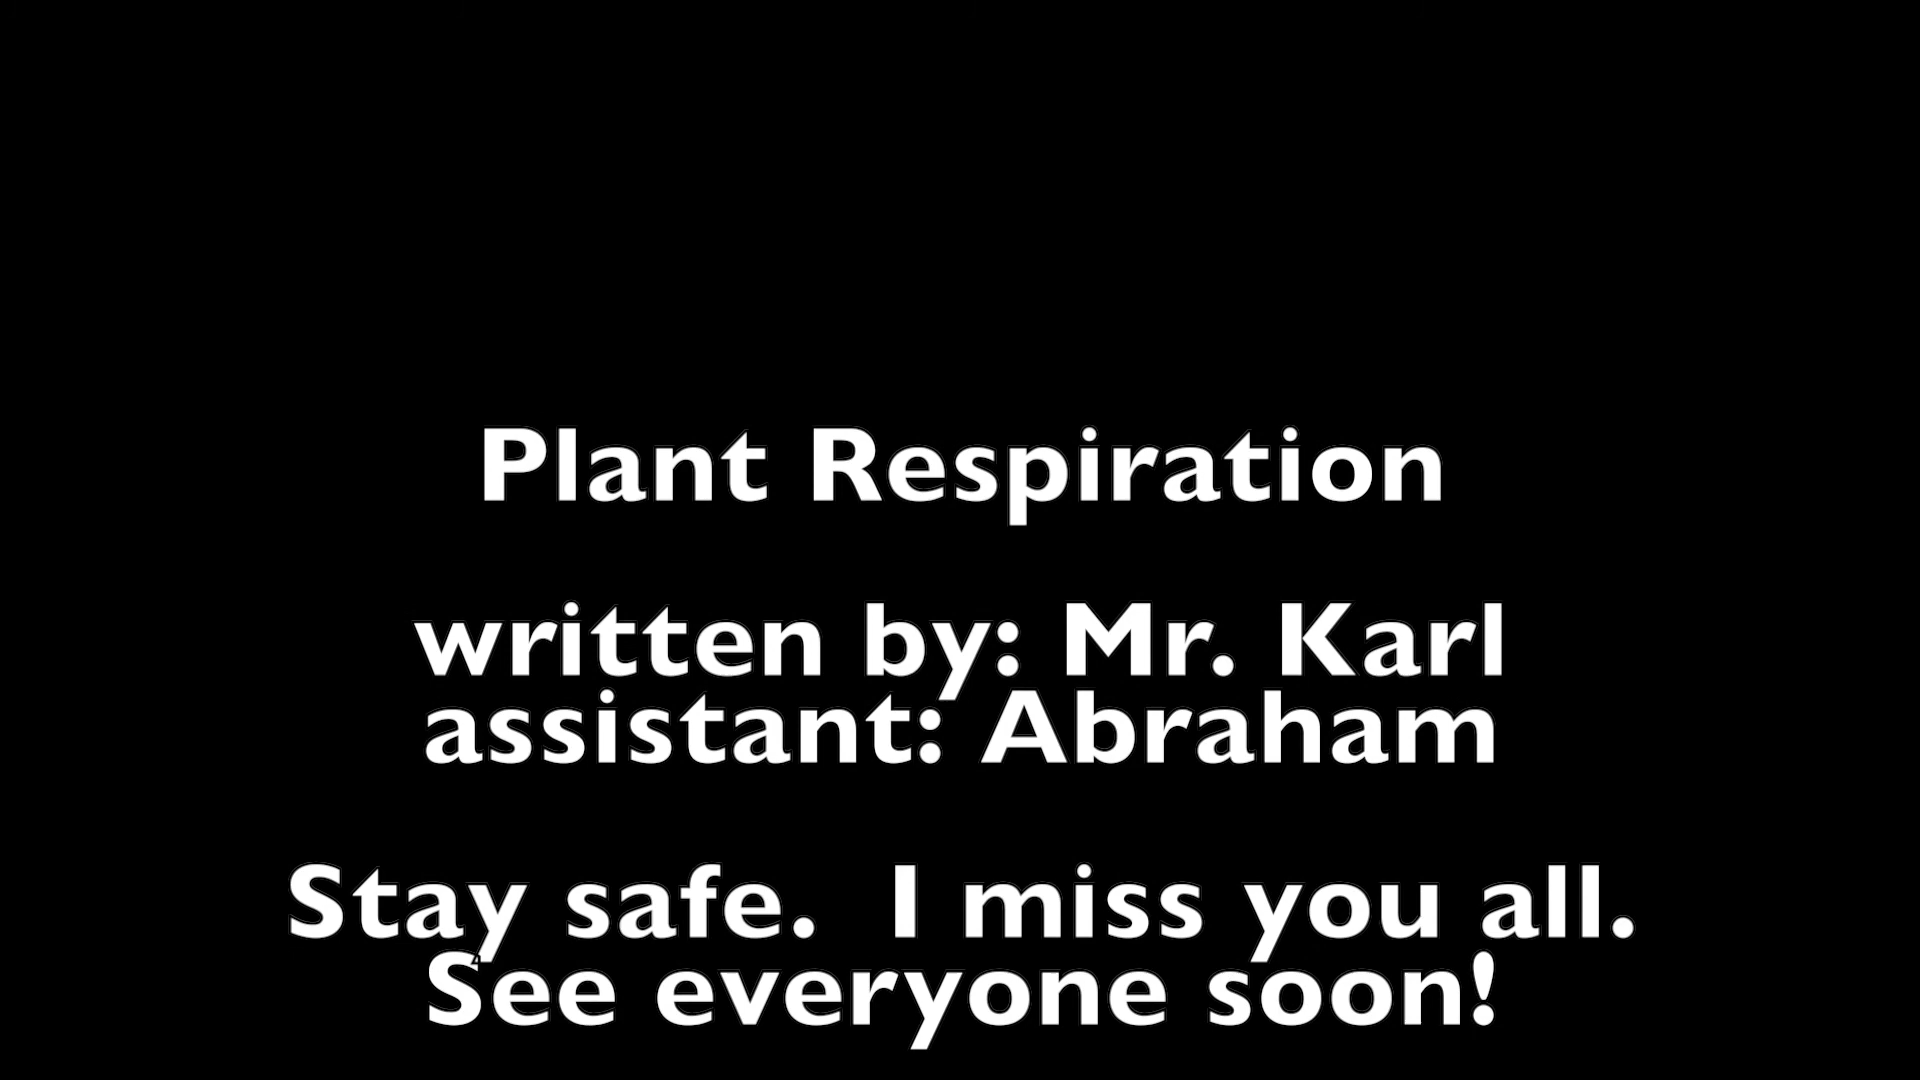 Plant Respiration
written by: Mr. Karl
assistant: Abraham
Stay safe.  I miss you all.
See everyone soon!